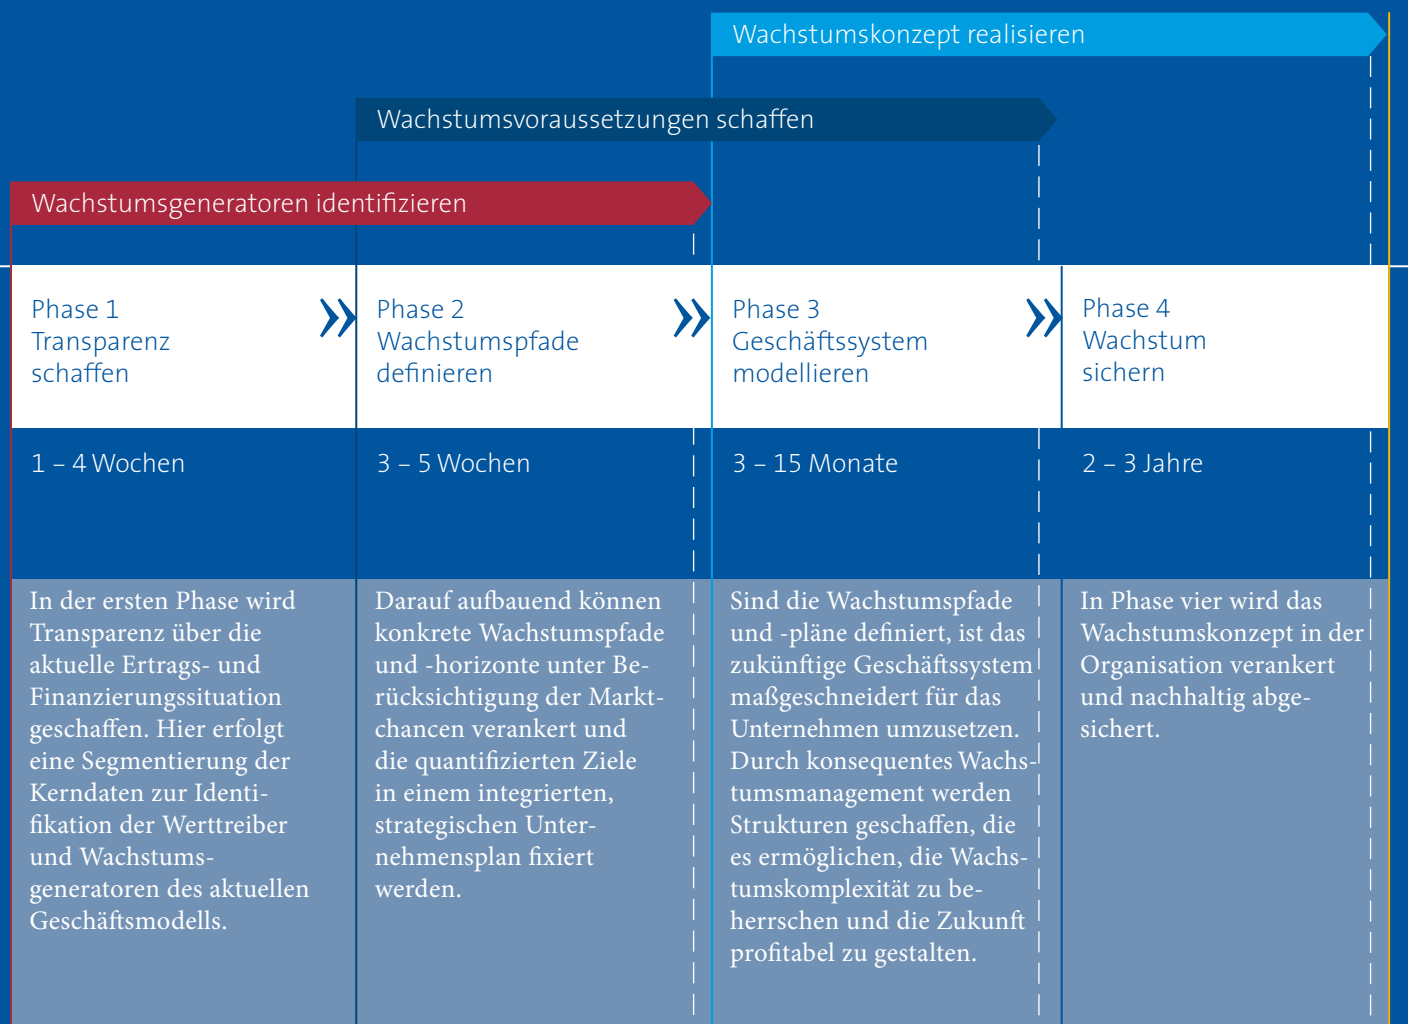 Wachstumskonzept realisieren
Wachstumsvoraussetzungen schaffen
Wachstumsgeneratoren identifizieren
Phase 1
Transparenz
schaffen
Phase 2
Wachstumspfade
definieren
Phase 3
Geschäftssystem
modellieren
Phase 4
Wachstum
sichern
1 – 4 Wochen
3 – 5 Wochen
3 – 15 Monate
2 – 3 Jahre
In der ersten Phase wird
Transparenz über die
aktuelle Ertrags- und
Finanzierungssituation
geschaffen. Hier erfolgt
eine Segmentierung der
Kerndaten zur Identi-
fikation der Werttreiber
und Wachstums-
generatoren des aktuellen
Geschäftsmodells.
Darauf aufbauend können
konkrete Wachstumspfade
und -horizonte unter Be-
rücksichtigung der Markt-
chancen verankert und
die quantifizierten Ziele
in einem integrierten,
strategischen Unter-
nehmensplan fixiert
werden.
Sind die Wachstumspfade
und -pläne definiert, ist das
zukünftige Geschäftssystem
maßgeschneidert für das
Unternehmen umzusetzen.
Durch konsequentes Wachs-
tumsmanagement werden
Strukturen geschaffen, die
es ermöglichen, die Wachs-
tumskomplexität zu be-
herrschen und die Zukunft
profitabel zu gestalten.
In Phase vier wird das
Wachstumskonzept in der
Organisation verankert
und nachhaltig abge-
sichert.